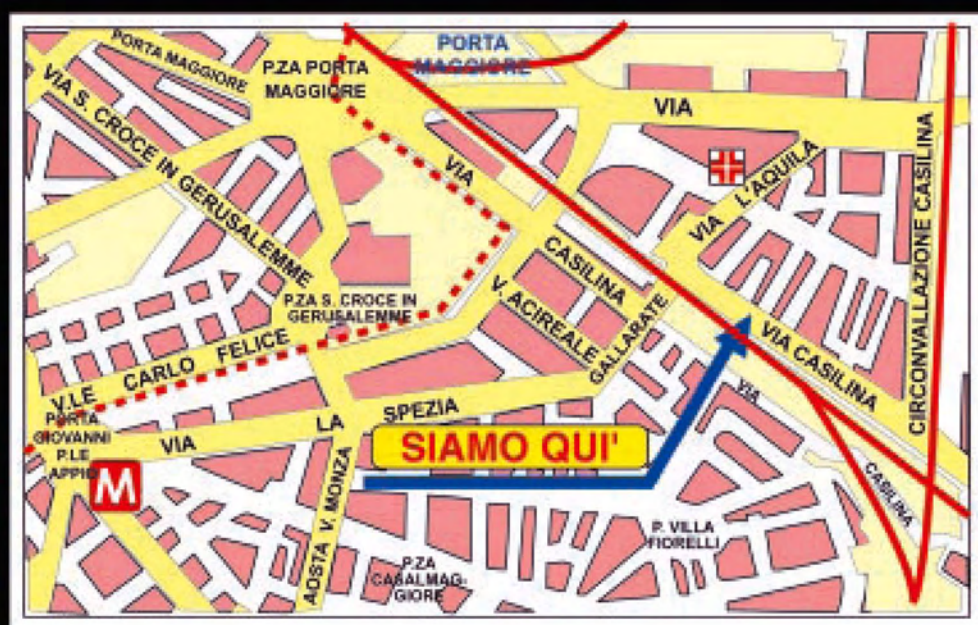 PORTA MAGGIORE
P.ZA PORTA
MAGGIORE
PORTA
MAGGIORE
VIA
VIA S. CROCE IN GERUSALEMME
VIA
CASILINA
VIA L'AQUILA
CIRCONVALLAZIONE CASILINA
P.ZA S. CROCE IN
GERUSALEMME
V. ACIREALE
GALLARATE
VIA CASILINA
V.LE CARLO FELICE
PORTA
GIOVANNI
P.LE
APPIO
M
VIA LA SPEZIA
SIAMO QUI'
VIA
CASILINA
AOSTA V. MONZA
P.ZA
CASALMAG-
GIORE
P. VILLA
FIORELLI